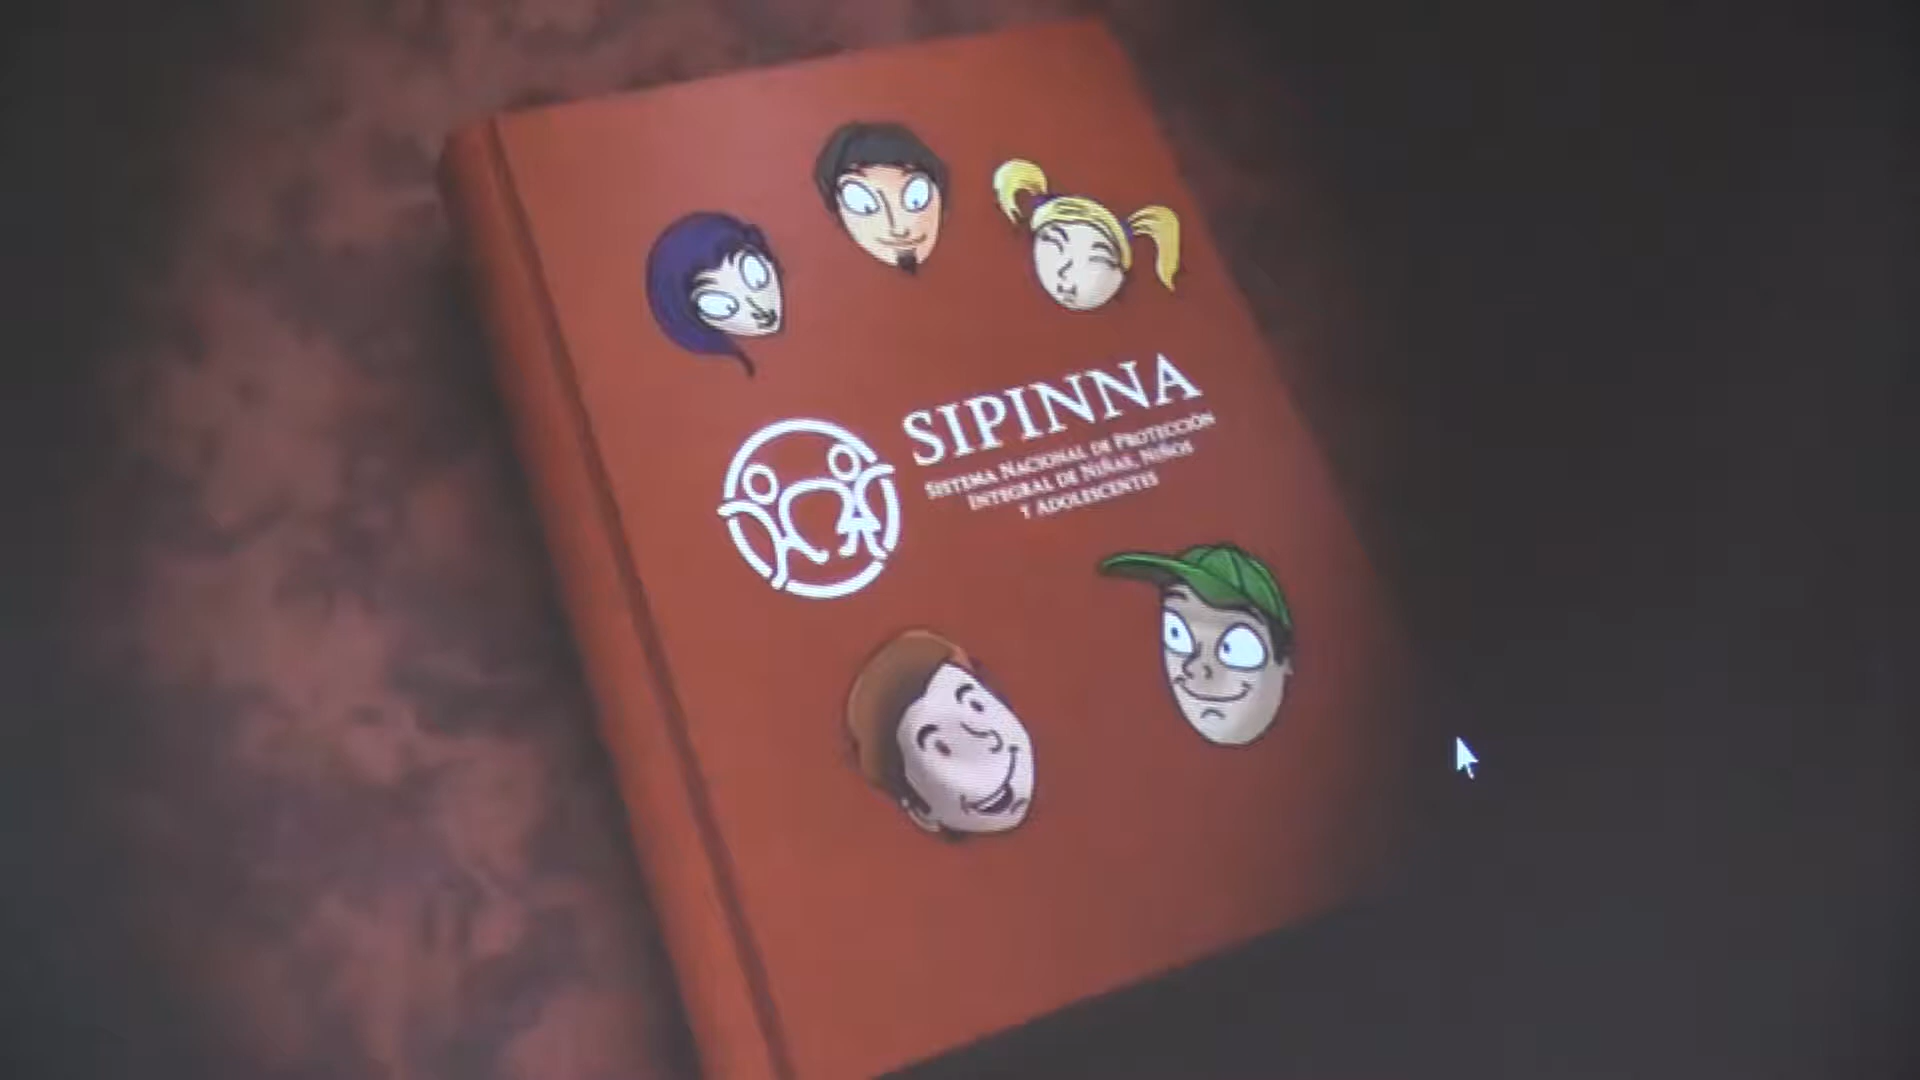 SIPINNA
SISTEMA NACIONAL DE PROTECCIÓN
INTEGRAL DE NIÑAS, NIÑOS
Y ADOLESCENTES